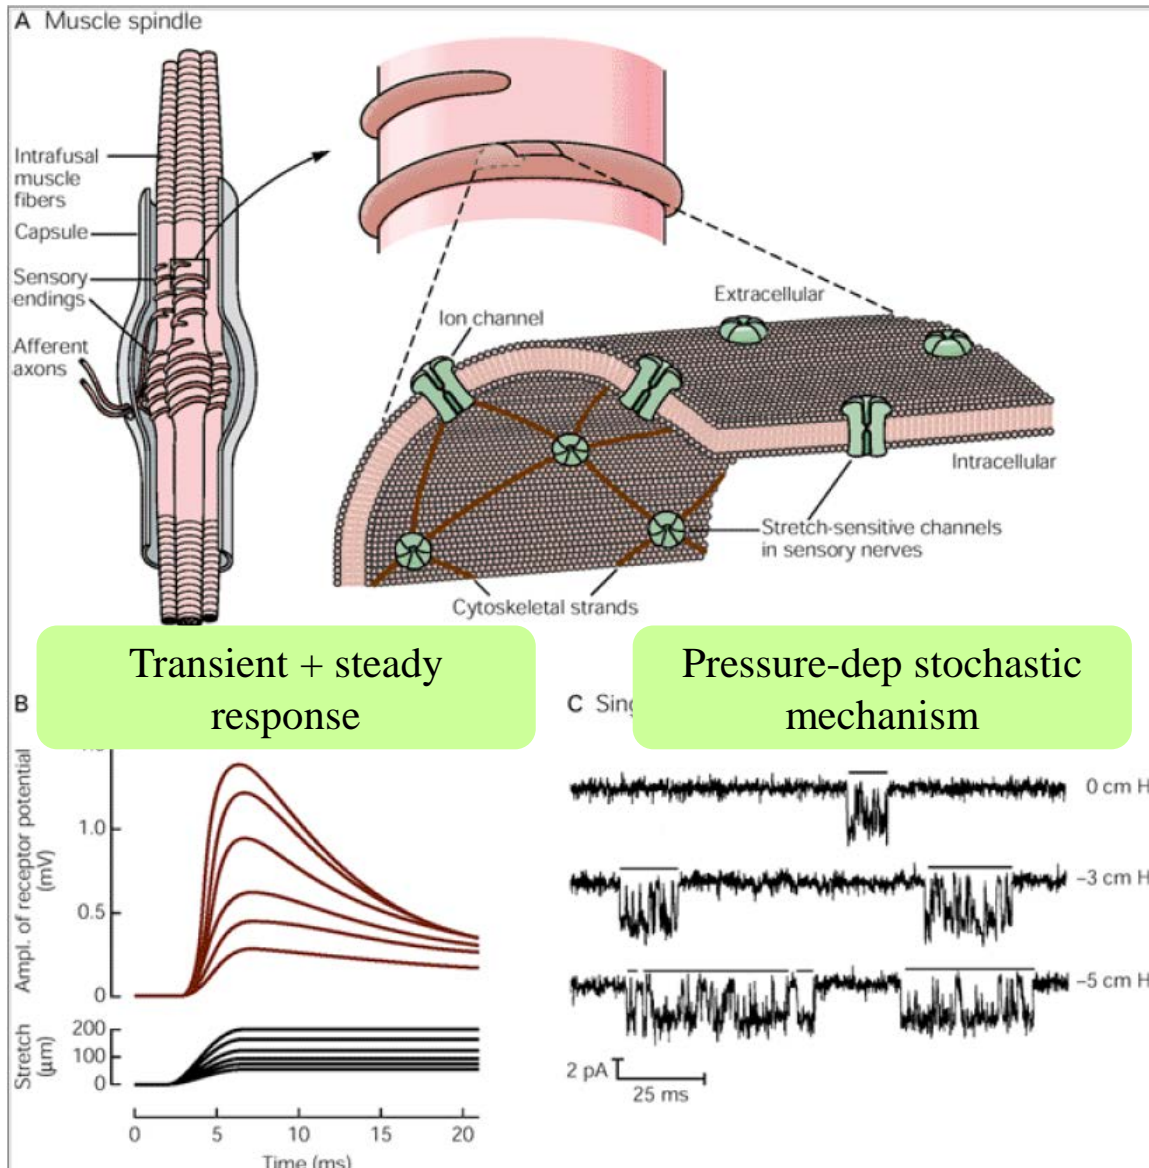 A Muscle spindle
Intrafusal
muscle
fibers
Capsule
Sensory
endings
Afferent
axons
Ion channel
Extracellular
Intracellular
Stretch-sensitive channels
in sensory nerves
Cytoskeletal strands
Transient + steady
response
Pressure-dep stochastic
mechanism
B
Ampl. of receptor potential
(mV)
1.0
0.5
0
Stretch
(μm)
200
100
0
0 5 10 15 20
Time (ms)
C
0 cm H
–3 cm H
–5 cm H
2 pA
25 ms